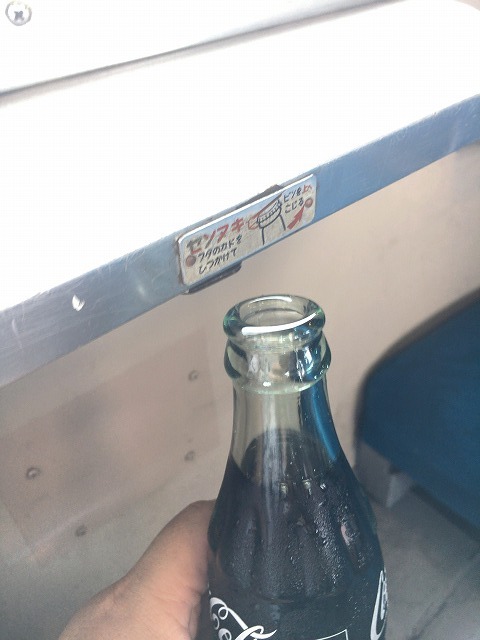 センヌキ
フタのカドを
ひっかけて
ビンを上へ
こじる